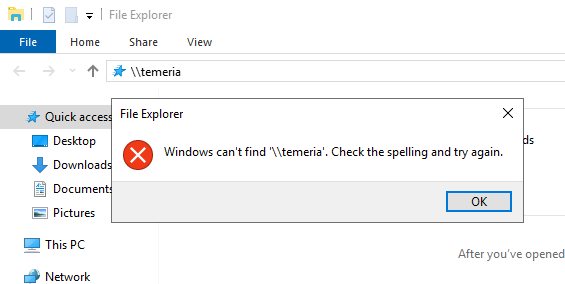 File Explorer
File Home Share View
\\temeria
Quick access
Desktop
Downloads
Documents
Pictures
This PC
Network
File Explorer
Windows can't find '\\temeria'. Check the spelling and try again.
OK
After you've opened